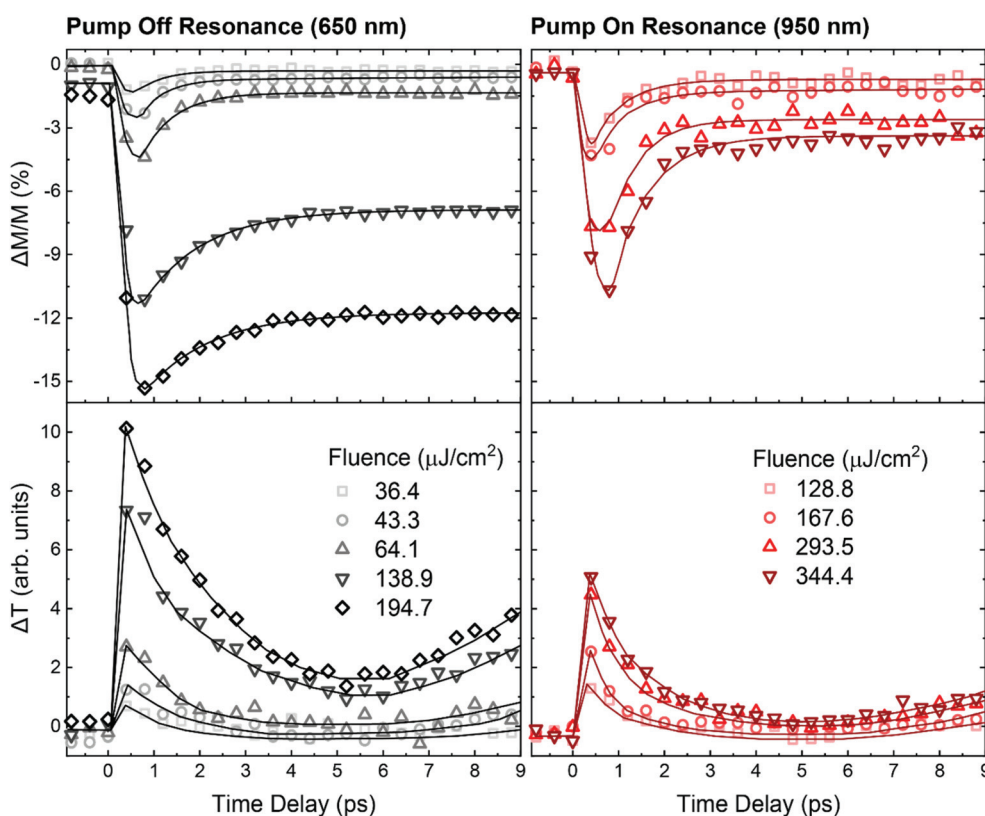 Pump Off Resonance (650 nm)
Pump On Resonance (950 nm)
ΔM/M (%)
0
-3
-6
-9
-12
-15
ΔT (arb. units)
10
8
6
4
2
0
Fluence (μJ/cm²)
36.4
43.3
64.1
138.9
194.7
Fluence (μJ/cm²)
128.8
167.6
293.5
344.4
0 1 2 3 4 5 6 7 8 9
0 1 2 3 4 5 6 7 8 9
Time Delay (ps)
Time Delay (ps)